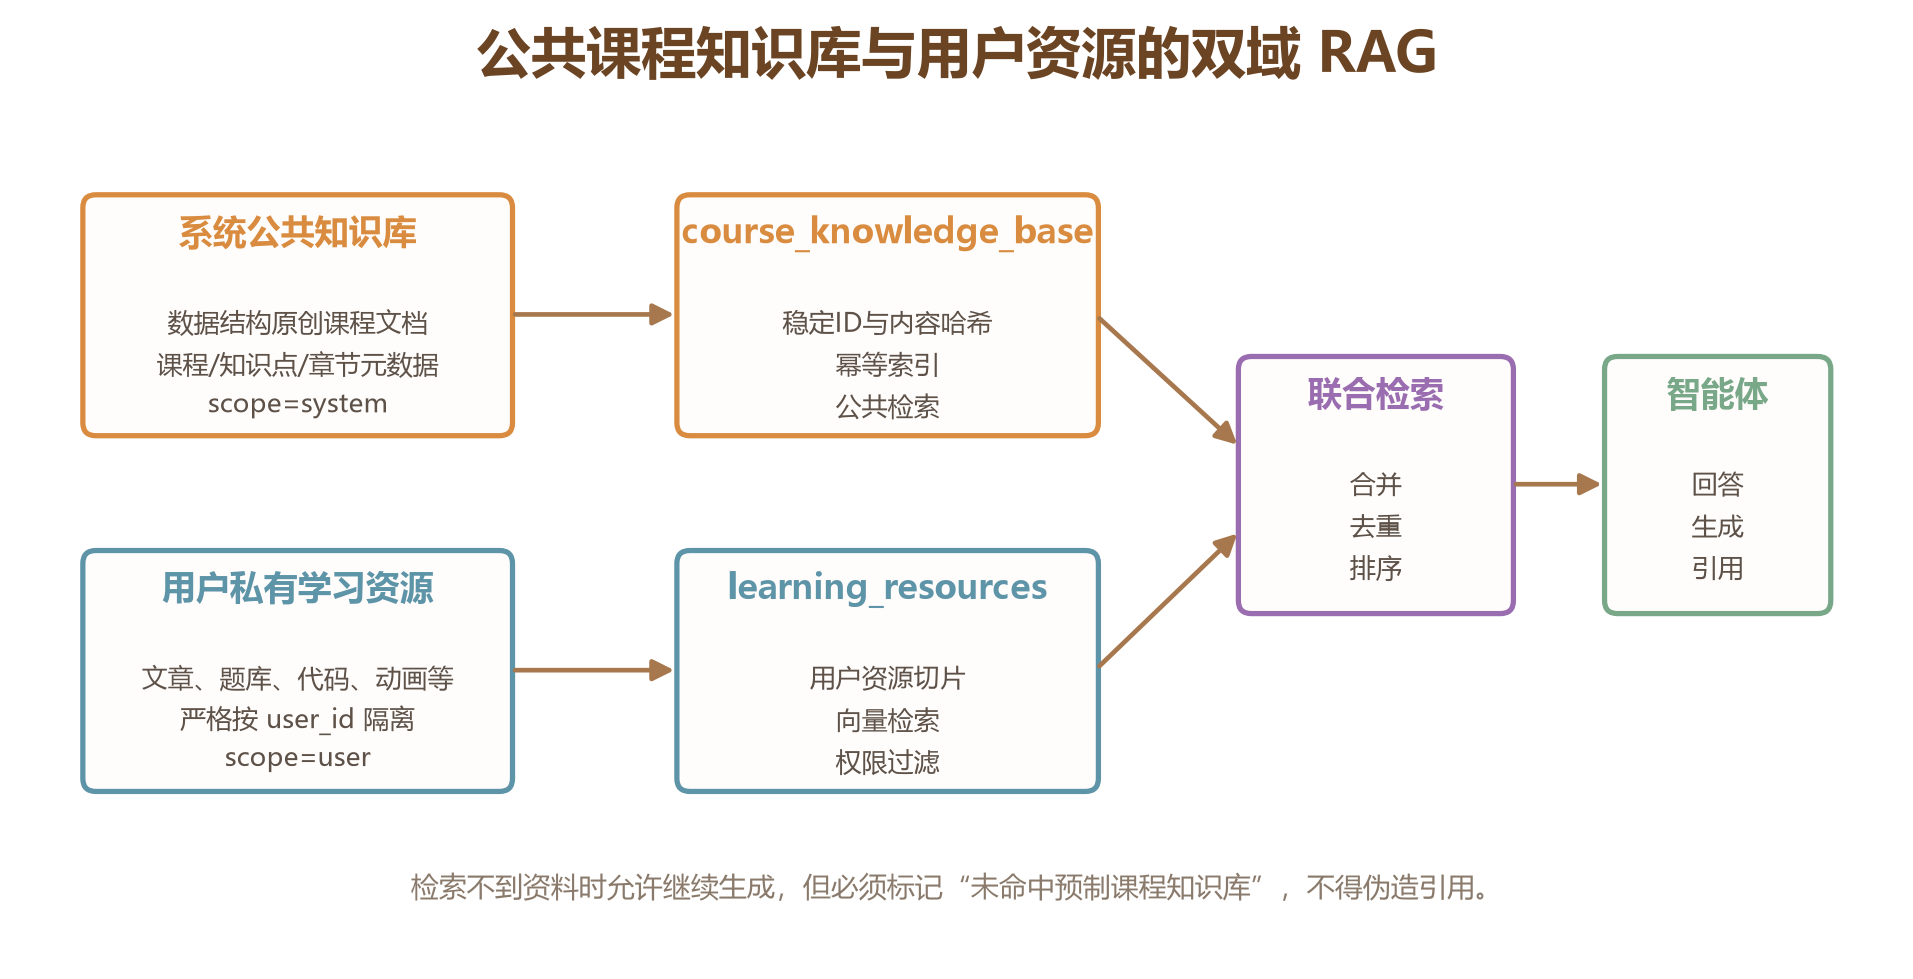 公共课程知识库与用户资源的双域 RAG
系统公共知识库
数据结构原创课程文档
课程/知识点/章节元数据
scope=system
course_knowledge_base
稳定ID与内容哈希
幂等索引
公共检索
用户私有学习资源
文章、题库、代码、动画等
严格按 user_id 隔离
scope=user
learning_resources
用户资源切片
向量检索
权限过滤
联合检索
合并
去重
排序
智能体
回答
生成
引用
检索不到资料时允许继续生成，但必须标记“未命中预制课程知识库”，不得伪造引用。